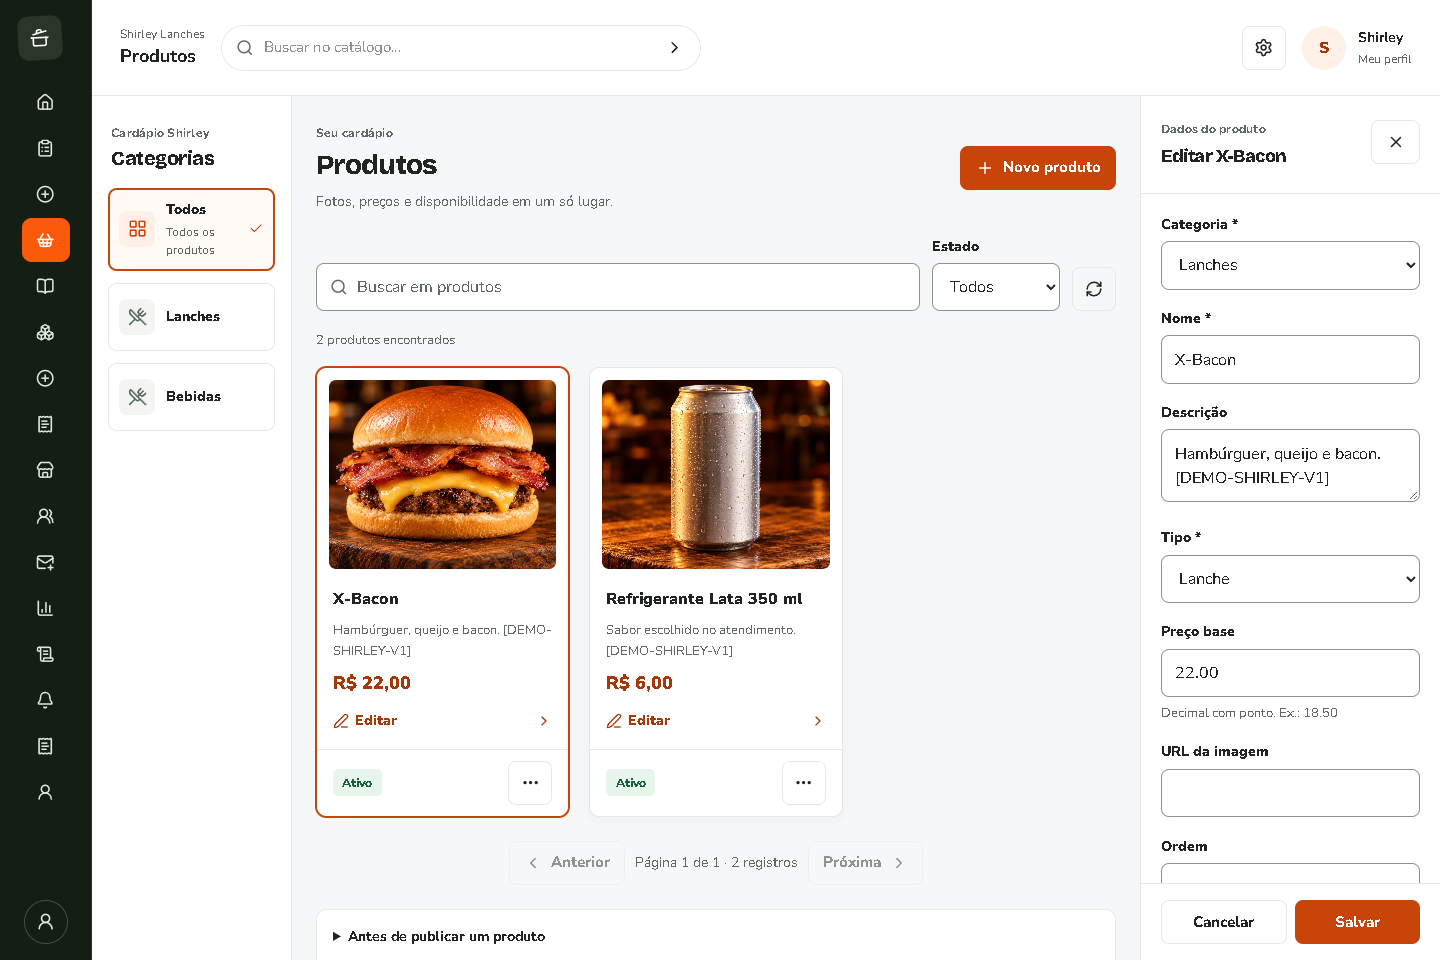 Shirley Lanches
Produtos
Buscar no catálogo...
S
Shirley
Meu perfil
Cardápio Shirley
Categorias
Todos
Todos os
produtos
Lanches
Bebidas
Seu cardápio
Produtos
Fotos, preços e disponibilidade em um só lugar.
Novo produto
Buscar em produtos
Estado
Todos
2 produtos encontrados
X-Bacon
Hambúrguer, queijo e bacon. [DEMO-
SHIRLEY-V1]
R$ 22,00
Editar
Ativo
Refrigerante Lata 350 ml
Sabor escolhido no atendimento.
[DEMO-SHIRLEY-V1]
R$ 6,00
Editar
Ativo
Anterior
Página 1 de 1 · 2 registros
Próxima
Antes de publicar um produto
Dados do produto
Editar X-Bacon
Categoria *
Lanches
Nome *
X-Bacon
Descrição
Hambúrguer, queijo e bacon.
[DEMO-SHIRLEY-V1]
Tipo *
Lanche
Preço base
22.00
Decimal com ponto. Ex.: 18.50
URL da imagem
Ordem
Cancelar
Salvar